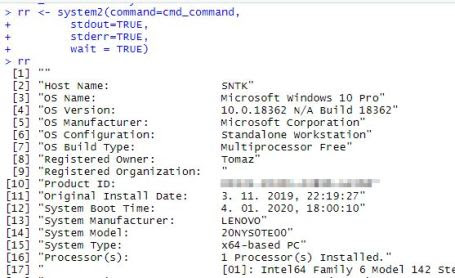 > rr <- system2(command=cmd_command,
+ stdout=TRUE,
+ stderr=TRUE,
+ wait = TRUE)
> rr
[1] ""
[2] "Host Name: SNTK"
[3] "OS Name: Microsoft Windows 10 Pro"
[4] "OS Version: 10.0.18362 N/A Build 18362"
[5] "OS Manufacturer: Microsoft Corporation"
[6] "OS Configuration: Standalone Workstation"
[7] "OS Build Type: Multiprocessor Free"
[8] "Registered Owner: Tomaz"
[9] "Registered Organization: "
[10] "Product ID:
[11] "Original Install Date: 3. 11. 2019, 22:19:27"
[12] "System Boot Time: 4. 01. 2020, 18:00:10"
[13] "System Manufacturer: LENOVO"
[14] "System Model: 20NYS0TE00"
[15] "System Type: x64-based PC"
[16] "Processor(s): 1 Processor(s) Installed."
[17] " [01]: Intel64 Family 6 Model 142 Ste